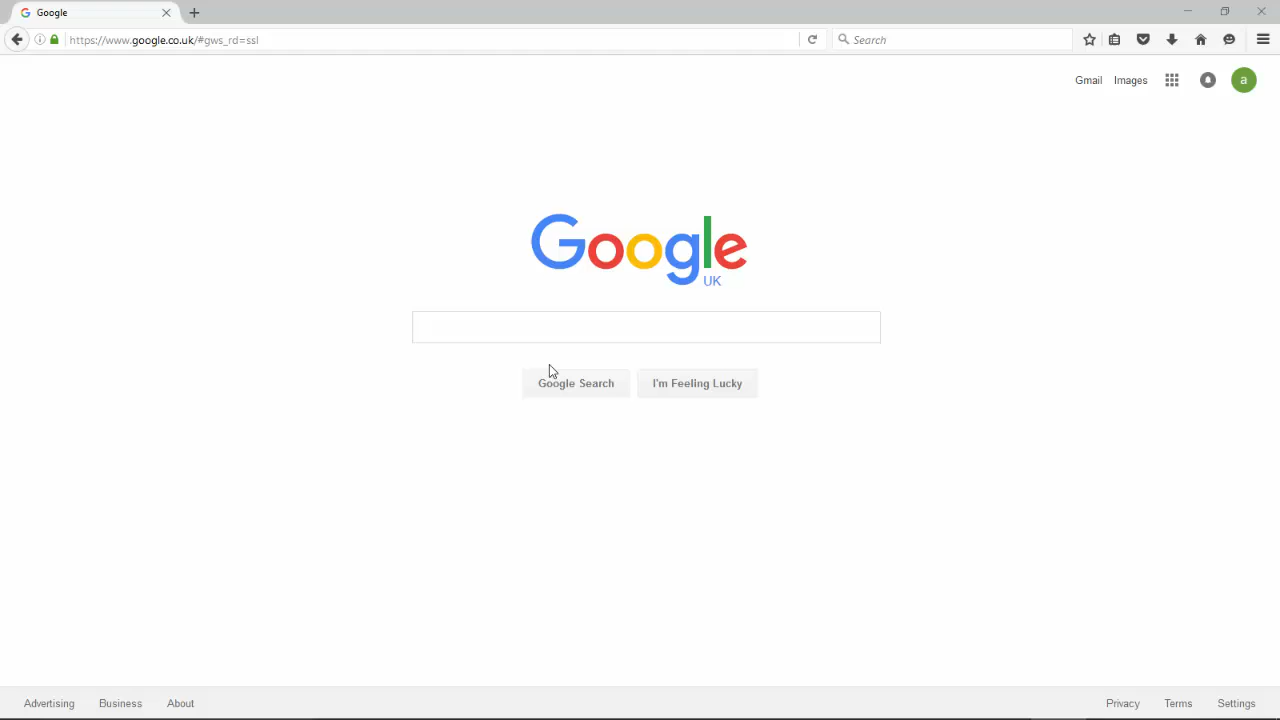 Google
https://www.google.co.uk/#gws_rd=ssl
Search
Gmail
Images
a
Google
UK
Google Search
I'm Feeling Lucky
Advertising
Business
About
Privacy
Terms
Settings